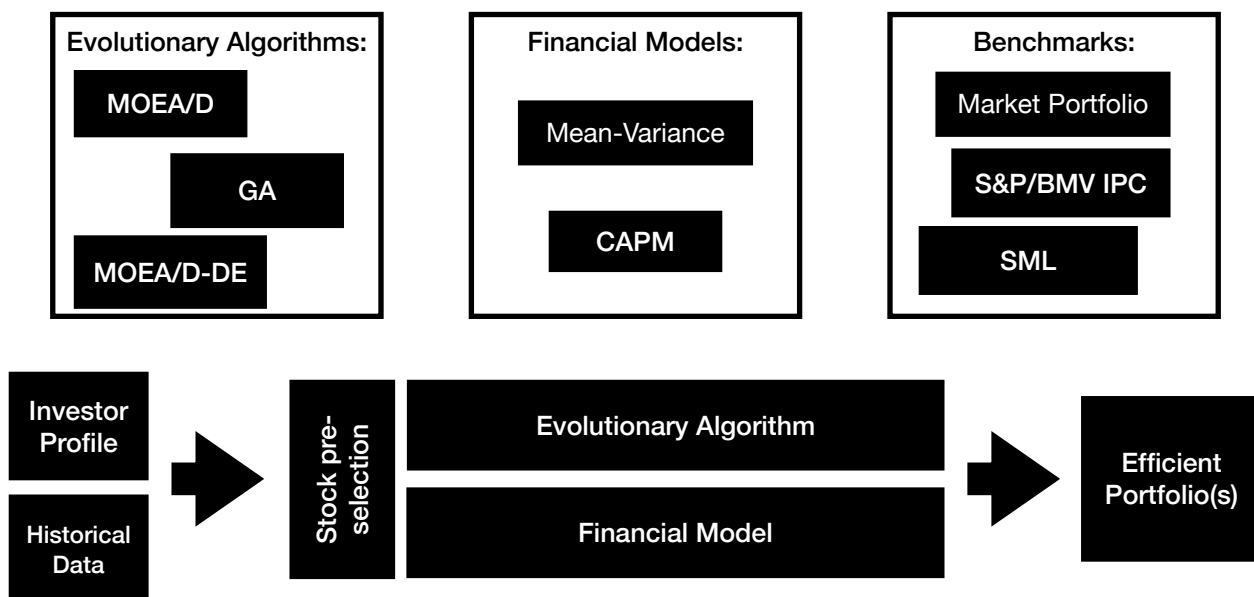 Evolutionary Algorithms:
MOEA/D
GA
MOEA/D-DE
Financial Models:
Mean-Variance
CAPM
Benchmarks:
Market Portfolio
S&P/BMV IPC
SML
Investor
Profile
Historical
Data
Stock pre-
selection
Evolutionary Algorithm
Financial Model
Efficient
Portfolio(s)